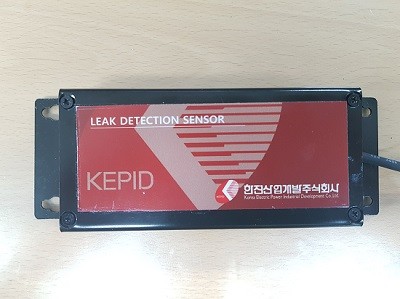 LEAK DETECTION SENSOR
KEPID
한전산업개발주식회사
Korea Electric Power Industrial Development Co.,Ltd